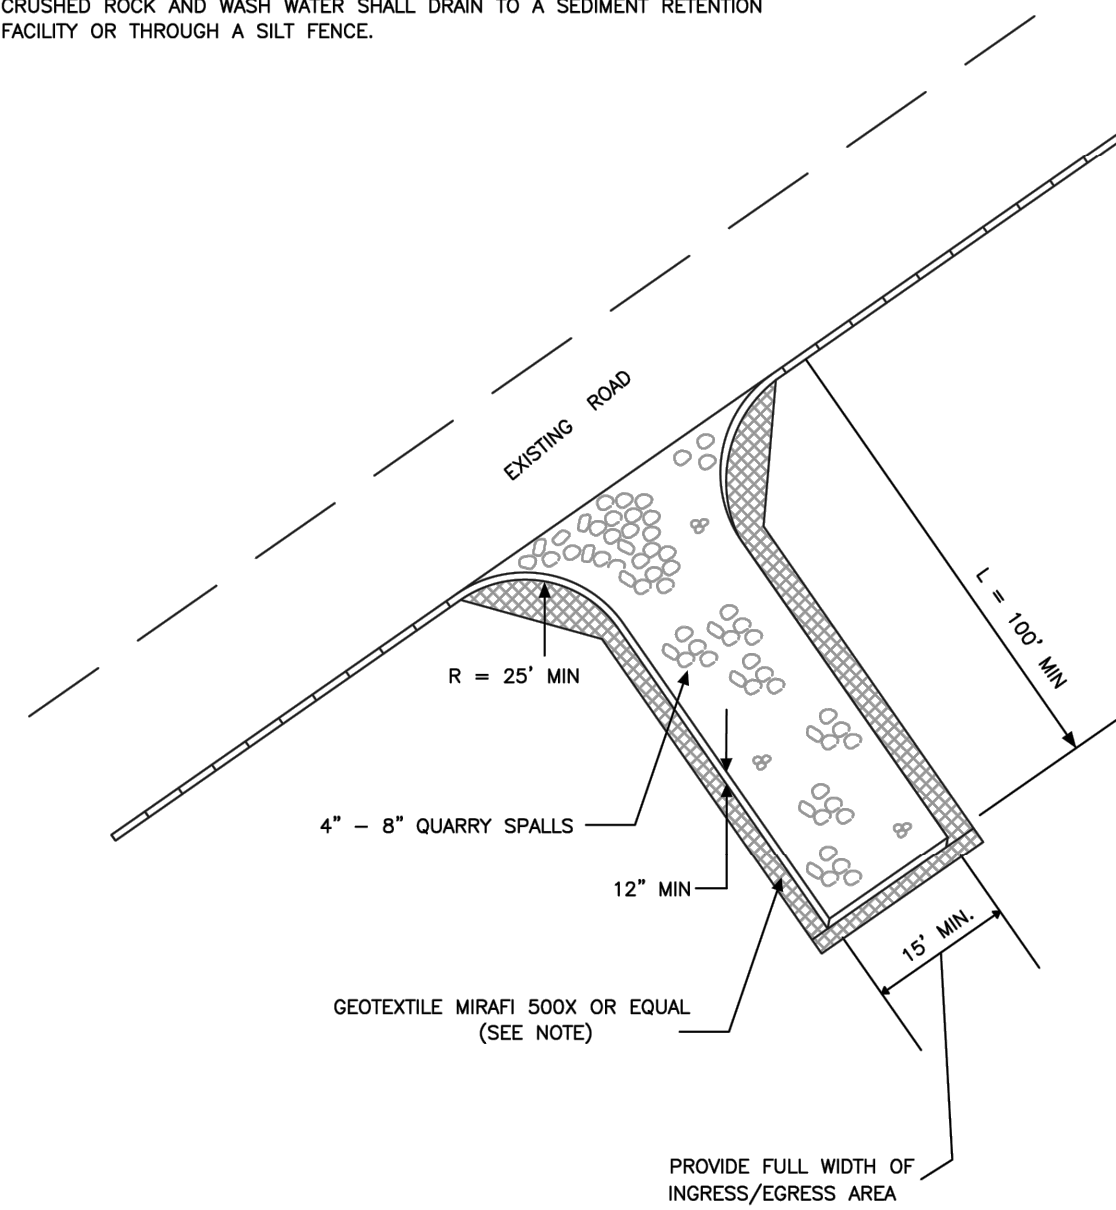 CRUSHED ROCK AND WASH WATER SHALL DRAIN TO A SEDIMENT RETENTION
FACILITY OR THROUGH A SILT FENCE.
EXISTING ROAD
L = 100' MIN
R = 25' MIN
4" – 8" QUARRY SPALLS
12" MIN
15' MIN.
GEOTEXTILE MIRAFI 500X OR EQUAL
(SEE NOTE)
PROVIDE FULL WIDTH OF
INGRESS/EGRESS AREA